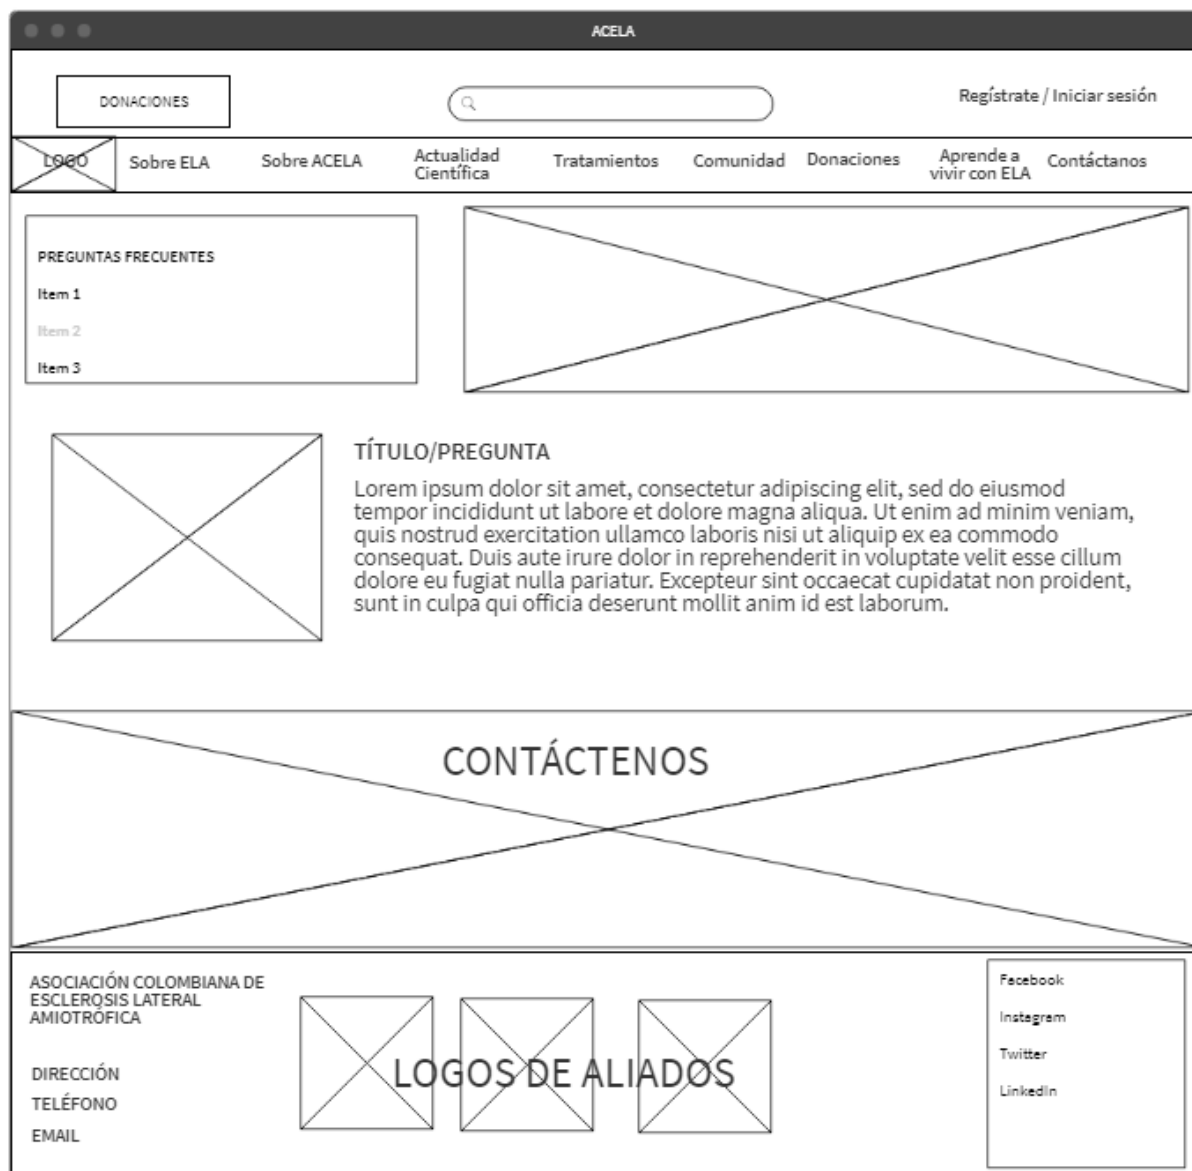 ACELA
DONACIONES
Regístrate / Iniciar sesión
LOGO
Sobre ELA
Sobre ACELA
Actualidad
Científica
Tratamientos
Comunidad
Donaciones
Aprende a
vivir con ELA
Contáctanos
PREGUNTAS FRECUENTES
Item 1
Item 2
Item 3
TÍTULO/PREGUNTA
Lorem ipsum dolor sit amet, consectetur adipiscing elit, sed do eiusmod
tempor incididunt ut labore et dolore magna aliqua. Ut enim ad minim veniam,
quis nostrud exercitation ullamco laboris nisi ut aliquip ex ea commodo
consequat. Duis aute irure dolor in reprehenderit in voluptate velit esse cillum
dolore eu fugiat nulla pariatur. Excepteur sint occaecat cupidatat non proident,
sunt in culpa qui officia deserunt mollit anim id est laborum.
CONTÁCTENOS
ASOCIACIÓN COLOMBIANA DE
ESCLEROSIS LATERAL
AMIOTRÓFICA
DIRECCIÓN
TELÉFONO
EMAIL
LOGOS DE ALIADOS
Facebook
Instagram
Twitter
LinkedIn